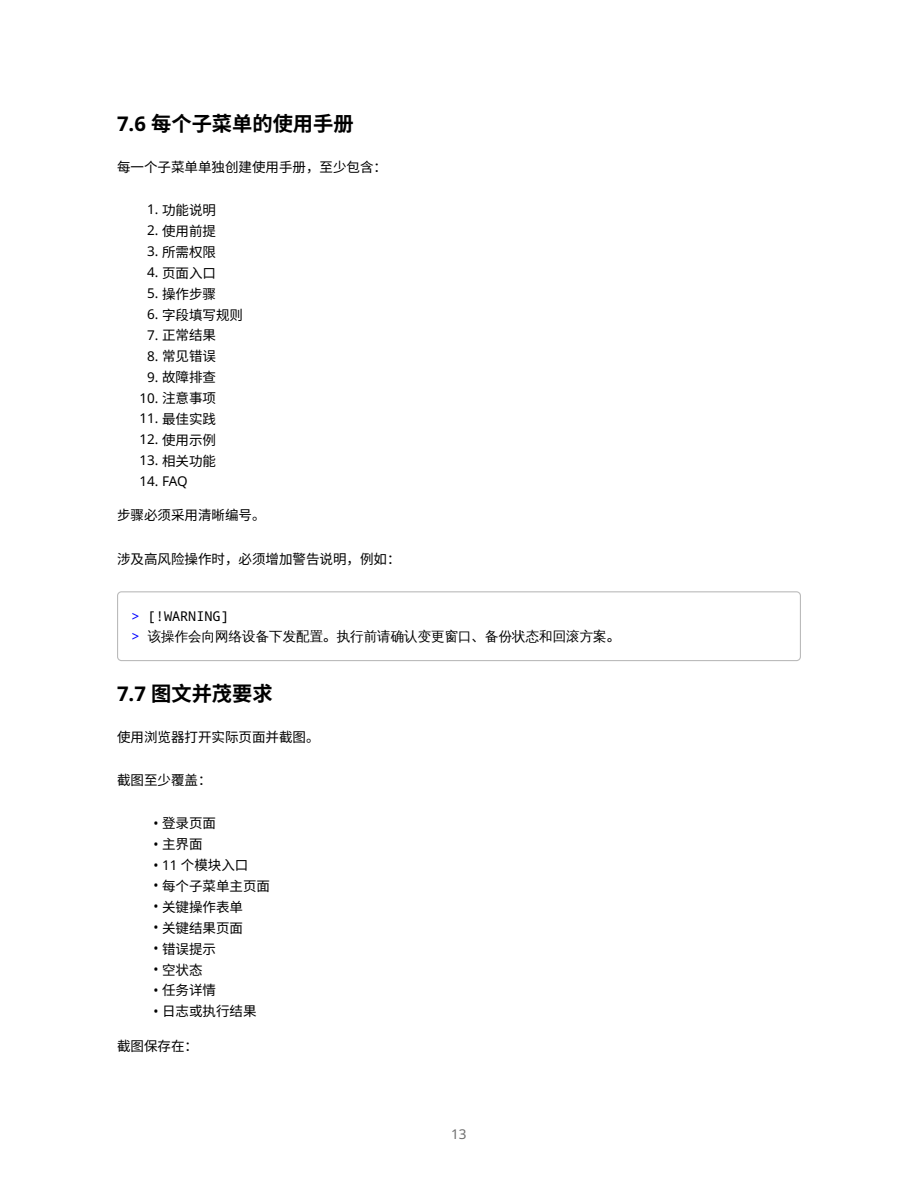 7.6 每个子菜单的使用手册
每一个子菜单单独创建使用手册，至少包含：
1. 功能说明
2. 使用前提
3. 所需权限
4. 页面入口
5. 操作步骤
6. 字段填写规则
7. 正常结果
8. 常见错误
9. 故障排查
10. 注意事项
11. 最佳实践
12. 使用示例
13. 相关功能
14. FAQ
步骤必须采用清晰编号。
涉及高风险操作时，必须增加警告说明，例如：
> [!WARNING]
> 该操作会向网络设备下发配置。执行前请确认变更窗口、备份状态和回滚方案。
7.7 图文并茂要求
使用浏览器打开实际页面并截图。
截图至少覆盖：
• 登录页面
• 主界面
• 11 个模块入口
• 每个子菜单主页面
• 关键操作表单
• 关键结果页面
• 错误提示
• 空状态
• 任务详情
• 日志或执行结果
截图保存在：
13